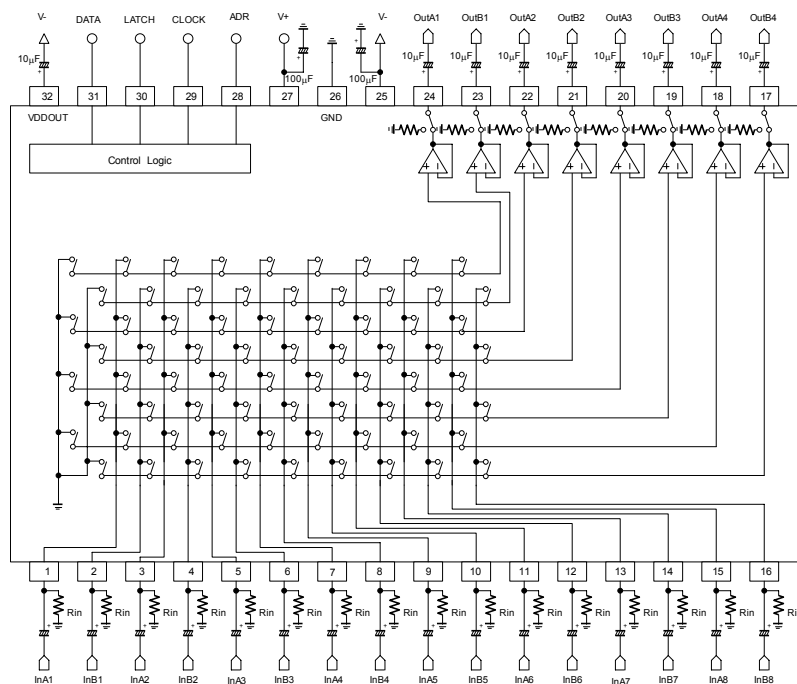 V- DATA LATCH CLOCK ADR V+ V- OutA1 OutB1 OutA2 OutB2 OutA3 OutB3 OutA4 OutB4
10μF + 100μF + 100μF + 10μF + 10μF + 10μF + 10μF + 10μF + 10μF + 10μF + 10μF +
32 31 30 29 28 27 26 25 24 23 22 21 20 19 18 17
VDDOUT GND
Control Logic
+ - + - + - + - + - + - + - + -
1 2 3 4 5 6 7 8 9 10 11 12 13 14 15 16
Rin Rin Rin Rin Rin Rin Rin Rin Rin Rin Rin Rin Rin Rin Rin Rin
+ + + + + + + + + + + + + + + +
InA1 InB1 InA2 InB2 InA3 InB3 InA4 InB4 InA5 InB5 InA6 InB6 InA7 InB7 InA8 InB8